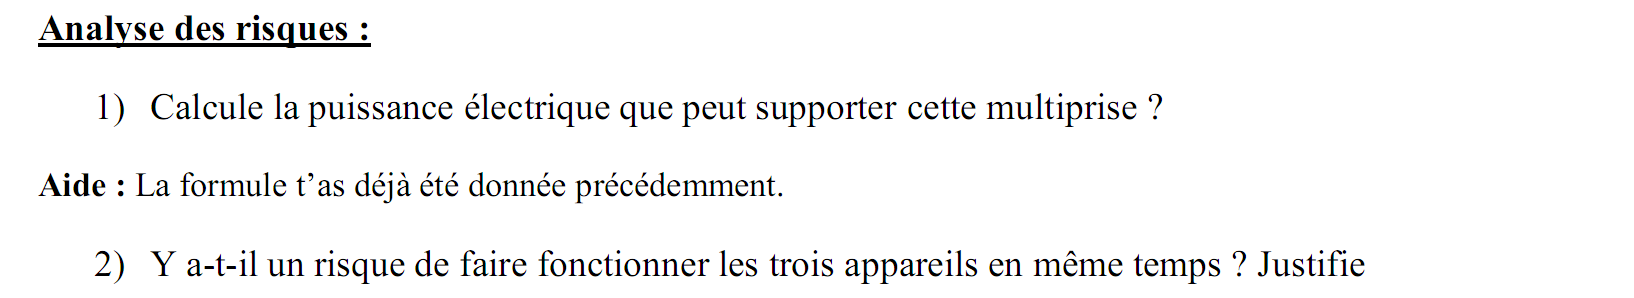 Analyse des risques :
1) Calcule la puissance électrique que peut supporter cette multiprise ?
Aide : La formule t’as déjà été donnée précédemment.
2) Y a-t-il un risque de faire fonctionner les trois appareils en même temps ? Justifie